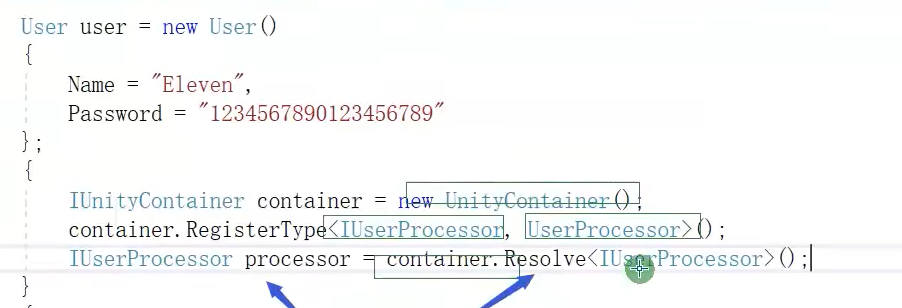 User user = new User()
{
Name = "Eleven",
Password = "1234567890123456789"
};
{
IUnityContainer container = new UnityContainer();
container.RegisterType<IUserProcessor, UserProcessor>();
IUserProcessor processor = container.Resolve<IUserProcessor>();
}